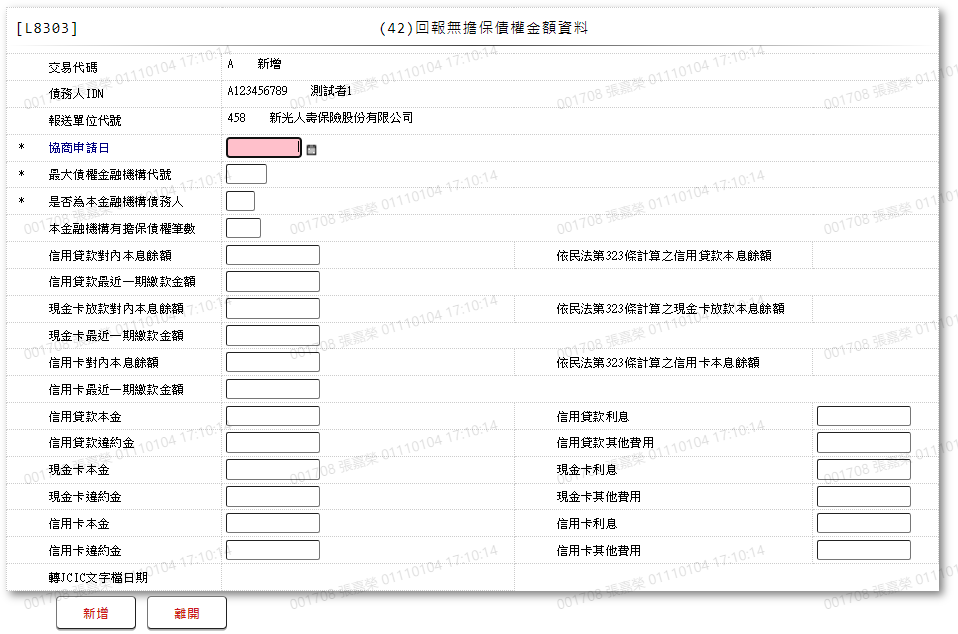 [L8303] (42)回報無擔保債權金額資料
交易代碼 A 新增
債務人IDN A123456789 測試者1
報送單位代號 458 新光人壽保險股份有限公司
* 協商申請日
* 最大債權金融機構代號
* 是否為本金融機構債務人
本金融機構有擔保債權筆數
信用貸款對內本息餘額 依民法第323條計算之信用貸款本息餘額
信用貸款最近一期繳款金額
現金卡放款對內本息餘額 依民法第323條計算之現金卡放款本息餘額
現金卡最近一期繳款金額
信用卡對內本息餘額 依民法第323條計算之信用卡本息餘額
信用卡最近一期繳款金額
信用貸款本金 信用貸款利息
信用貸款違約金 信用貸款其他費用
現金卡本金 現金卡利息
現金卡違約金 現金卡其他費用
信用卡本金 信用卡利息
信用卡違約金 信用卡其他費用
轉JCIC文字檔日期
新增 離開
001708 張嘉榮 01110104 17:10:14